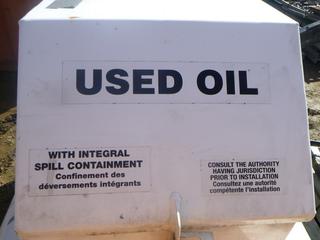 USED OIL
WITH INTEGRAL
SPILL CONTAINMENT
Confinement des
déversements intégrants
CONSULT THE AUTHORITY
HAVING JURISDICTION
PRIOR TO INSTALLATION
Consultez une autorité
compétente l'installation